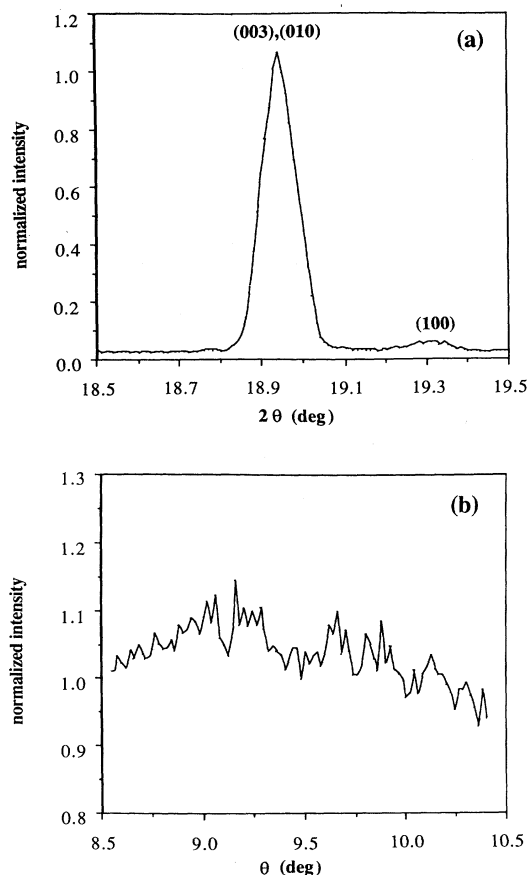 1.2
(003),(010)
(a)
1.0
0.8
0.6
0.4
0.2
0.0
(100)
18.5 18.7 18.9 19.1 19.3 19.5
2 θ (deg)
normalized intensity
1.3
(b)
1.2
1.1
1.0
0.9
0.8
8.5 9.0 9.5 10.0 10.5
θ (deg)
normalized intensity